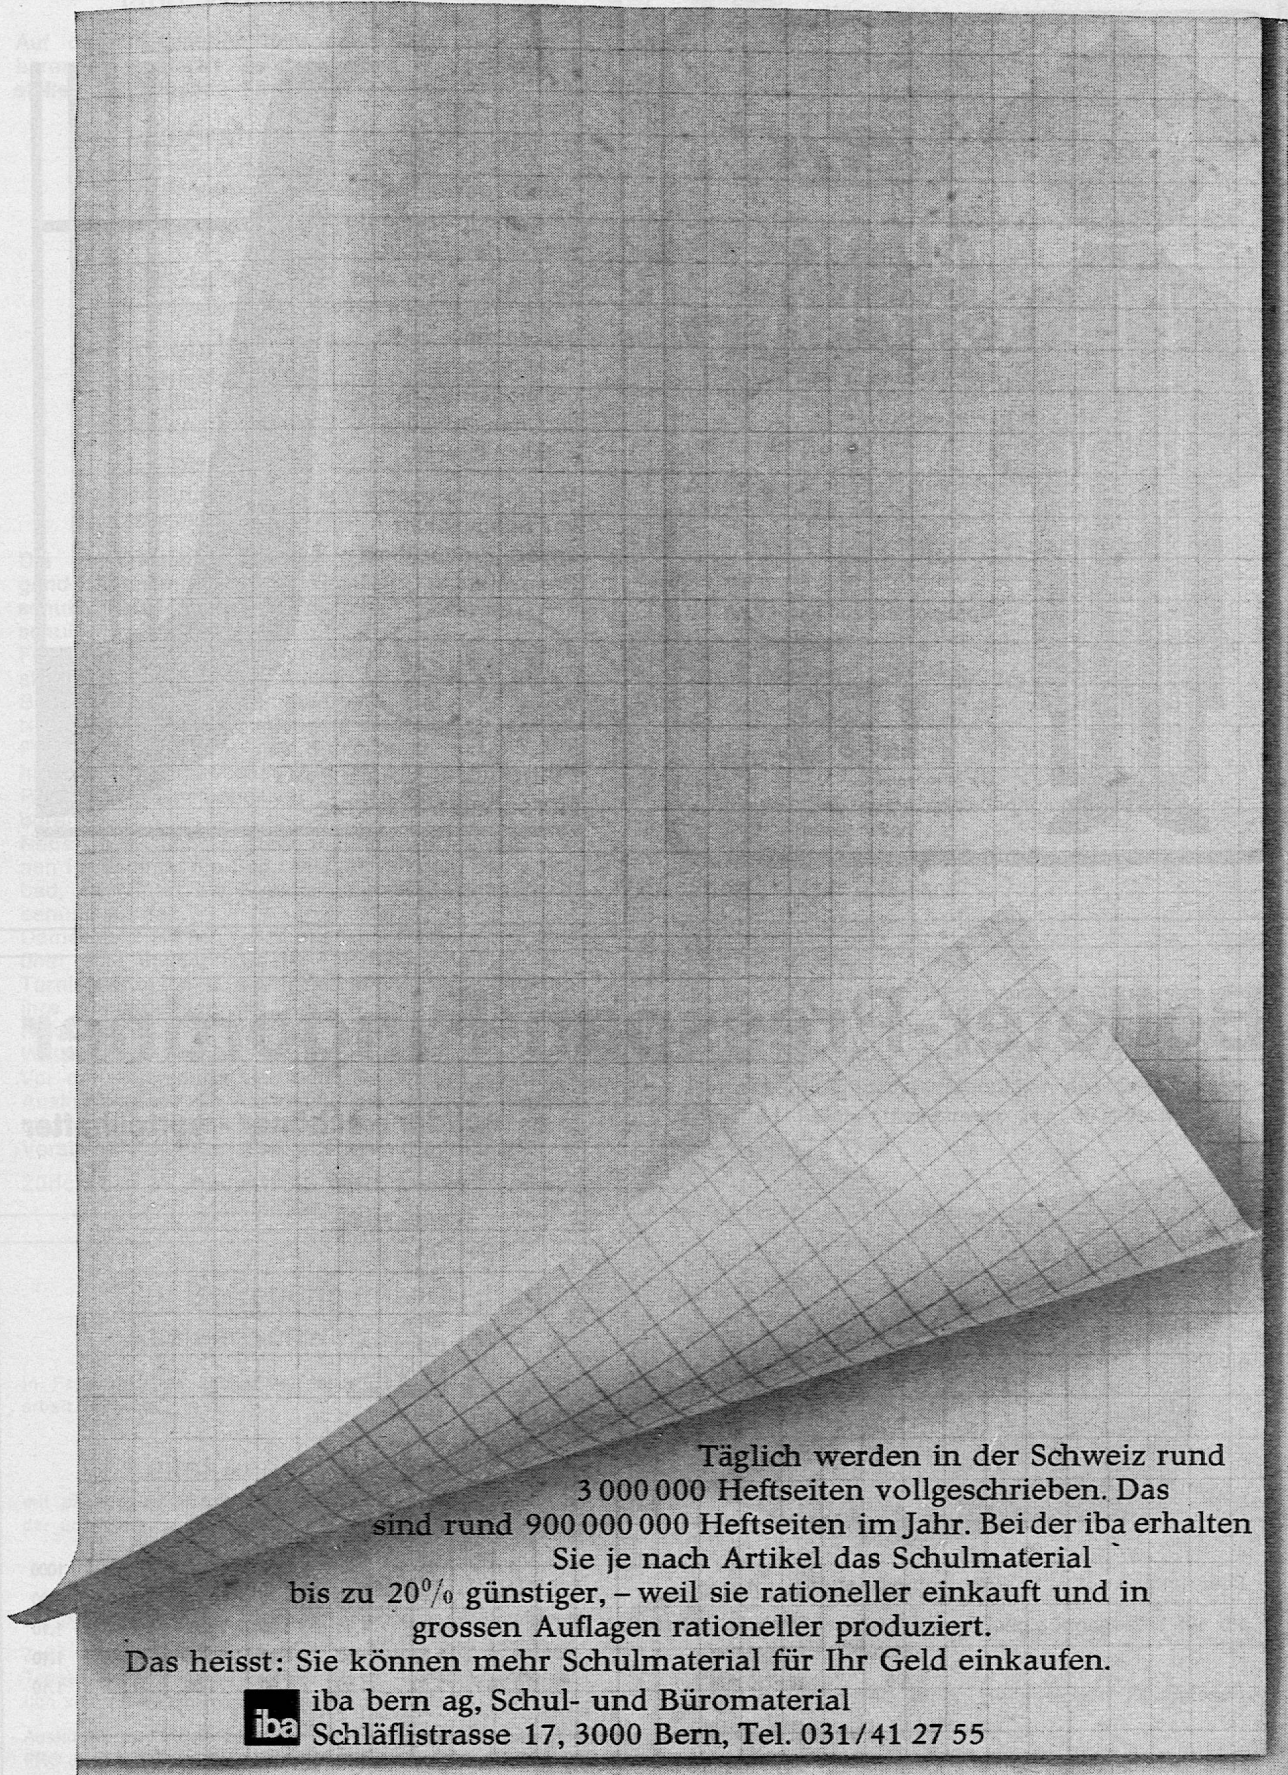 Täglich werden in der Schweiz rund
3 000 000 Heftseiten vollgeschrieben. Das
sind rund 900 000 000 Heftseiten im Jahr. Bei der iba erhalten
Sie je nach Artikel das Schulmaterial
bis zu 20% günstiger, – weil sie rationeller einkauft und in
grossen Auflagen rationeller produziert.
Das heisst: Sie können mehr Schulmaterial für Ihr Geld einkaufen.
iba
iba bern ag, Schul- und Büromaterial
Schläflistrasse 17, 3000 Bern, Tel. 031/41 27 55